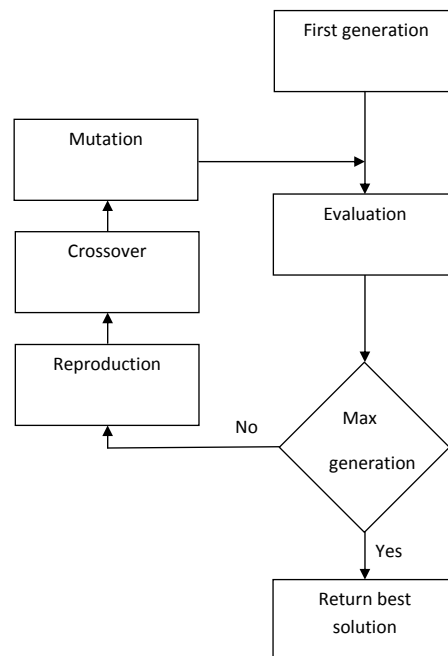 First generation
Mutation
Evaluation
Crossover
Reproduction
No
Max
generation
Yes
Return best
solution